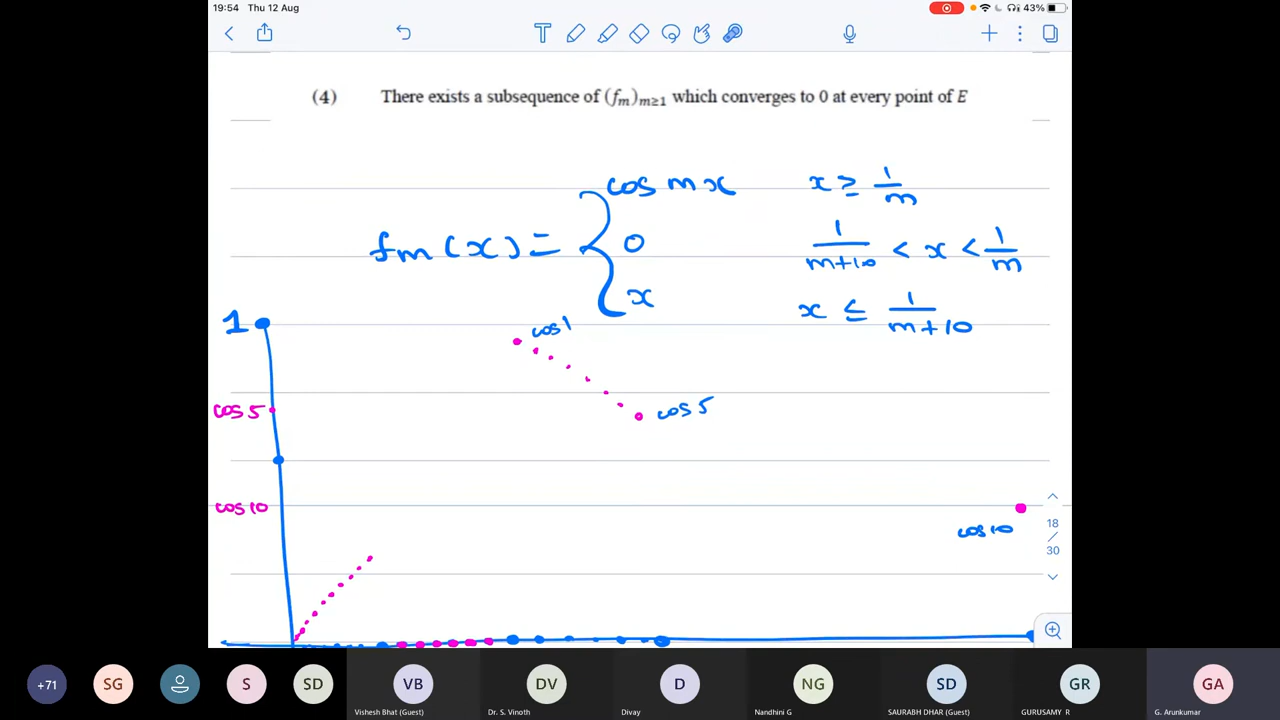 19:54 Thu 12 Aug
43%
(4) There exists a subsequence of (fₘ)ₘ≥₁ which converges to 0 at every point of E
cos mx x ≥ 1/m
fm(x) = { 0 1/(m+10) < x < 1/m
x x ≤ 1/(m+10)
1
cos 1
cos 5
cos 5
cos 10
cos 10
18
/
30
+71
SG
S
SD
VB
DV
D
NG
SD
GR
GA
Vishesh Bhat (Guest)
Dr. S. Vinoth
Divay
Nandhini G
SAURABH DHAR (Guest)
GURUSAMY R
G. Arunkumar